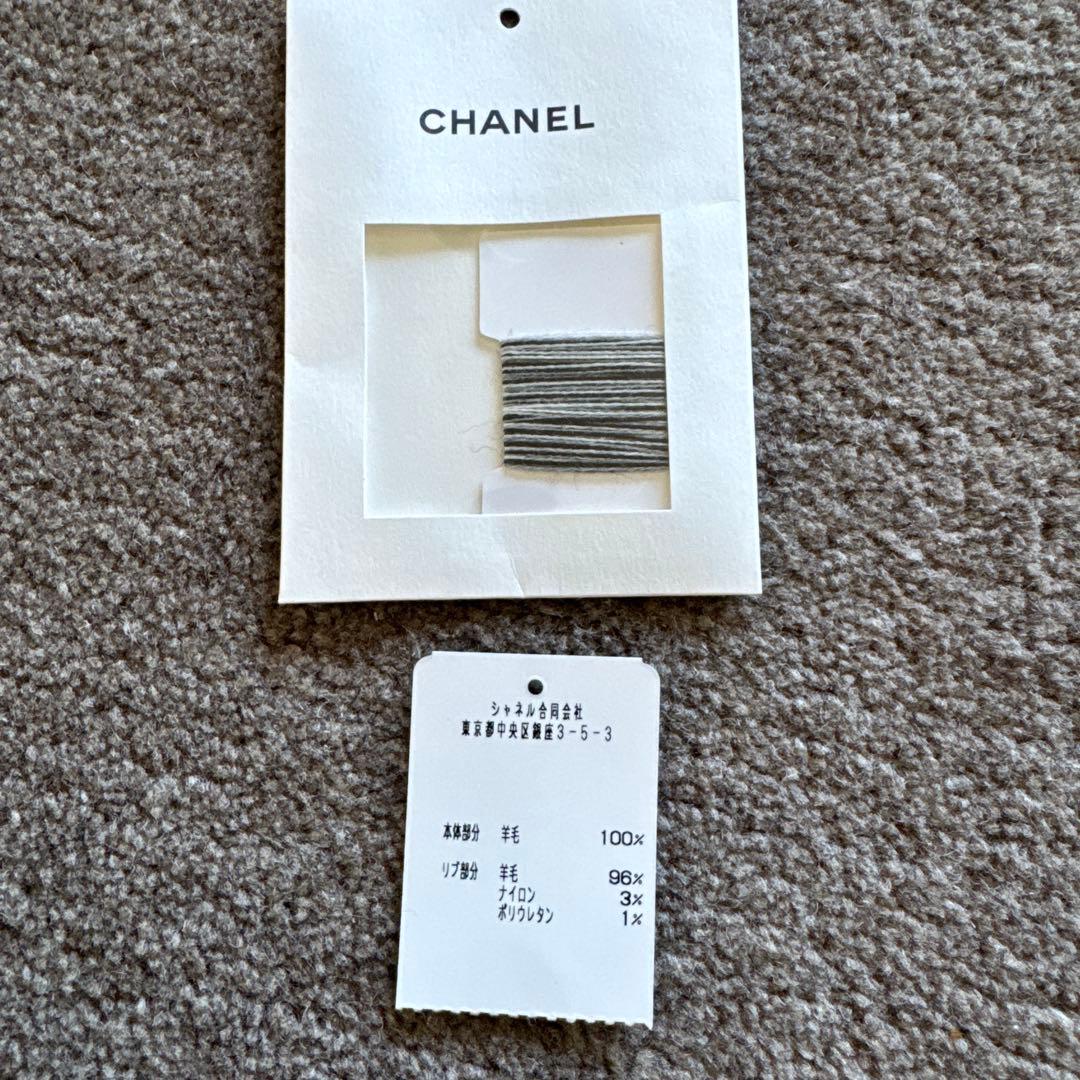 CHANEL
シャネル合同会社
東京都中央区銀座3-5-3
本体部分 羊毛 100%
リブ部分 羊毛 96%
ナイロン 3%
ポリウレタン 1%